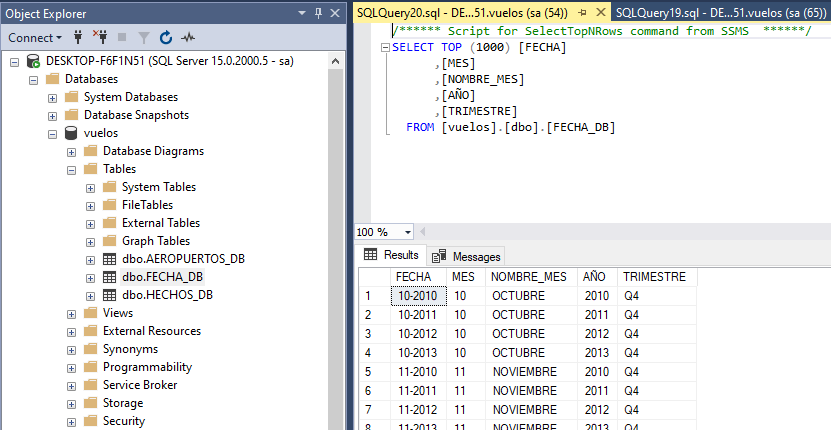 Object Explorer
Connect
DESKTOP-F6F1N51 (SQL Server 15.0.2000.5 - sa)
Databases
System Databases
Database Snapshots
vuelos
Database Diagrams
Tables
System Tables
FileTables
External Tables
Graph Tables
dbo.AEROPUERTOS_DB
dbo.FECHA_DB
dbo.HECHOS_DB
Views
External Resources
Synonyms
Programmability
Service Broker
Storage
Security
SQLQuery20.sql - DE...51.vuelos (sa (54))
SQLQuery19.sql - DE...51.vuelos (sa (65))
/****** Script for SelectTopNRows command from SSMS  ******/
SELECT TOP (1000) [FECHA]
,[MES]
,[NOMBRE_MES]
,[AÑO]
,[TRIMESTRE]
FROM [vuelos].[dbo].[FECHA_DB]
100 %
Results Messages
FECHA MES NOMBRE_MES AÑO TRIMESTRE
1 10-2010 10 OCTUBRE 2010 Q4
2 10-2011 10 OCTUBRE 2011 Q4
3 10-2012 10 OCTUBRE 2012 Q4
4 10-2013 10 OCTUBRE 2013 Q4
5 11-2010 11 NOVIEMBRE 2010 Q4
6 11-2011 11 NOVIEMBRE 2011 Q4
7 11-2012 11 NOVIEMBRE 2012 Q4
8 11-2013 11 NOVIEMBRE 2013 Q4